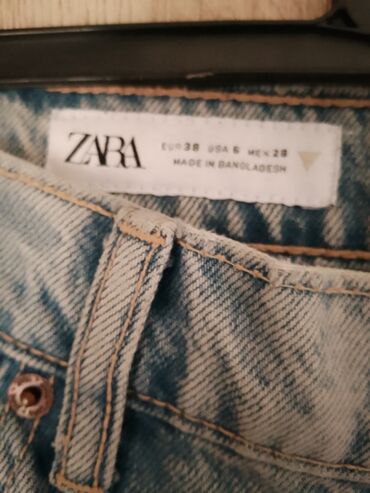 ZARA
EUR 38 USA 6 MEX 28
MADE IN BANGLADESH